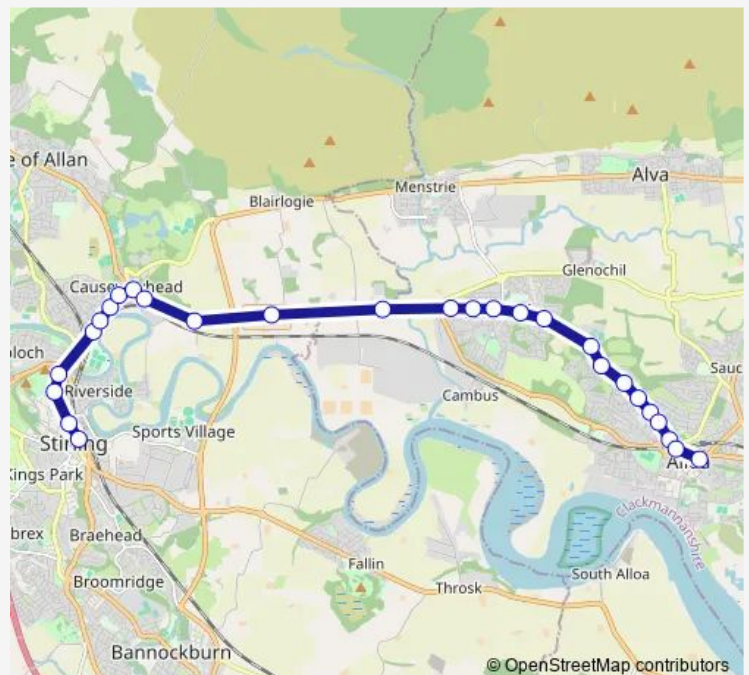 e of Allan
Alva
Menstrie
Blairlogie
Glenochil
loch
Riverside
Sauc
Cambus
Sports Village
Stirling
Kings Park
Clackmannanshire
brex
Braehead
Fallin
South Alloa
Broomridge
Throsk
Bannockburn
© OpenStreetMap contributors